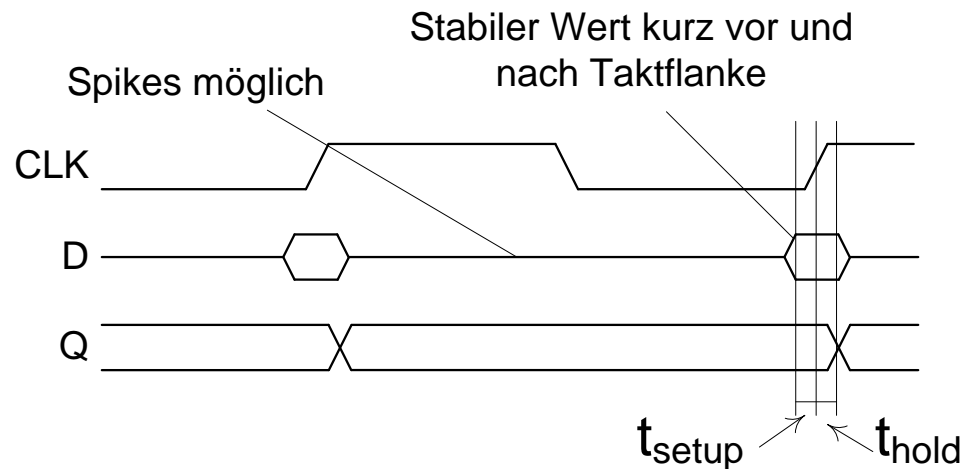 Stabiler Wert kurz vor und
nach Taktflanke
Spikes möglich
CLK
D
Q
tsetup
thold